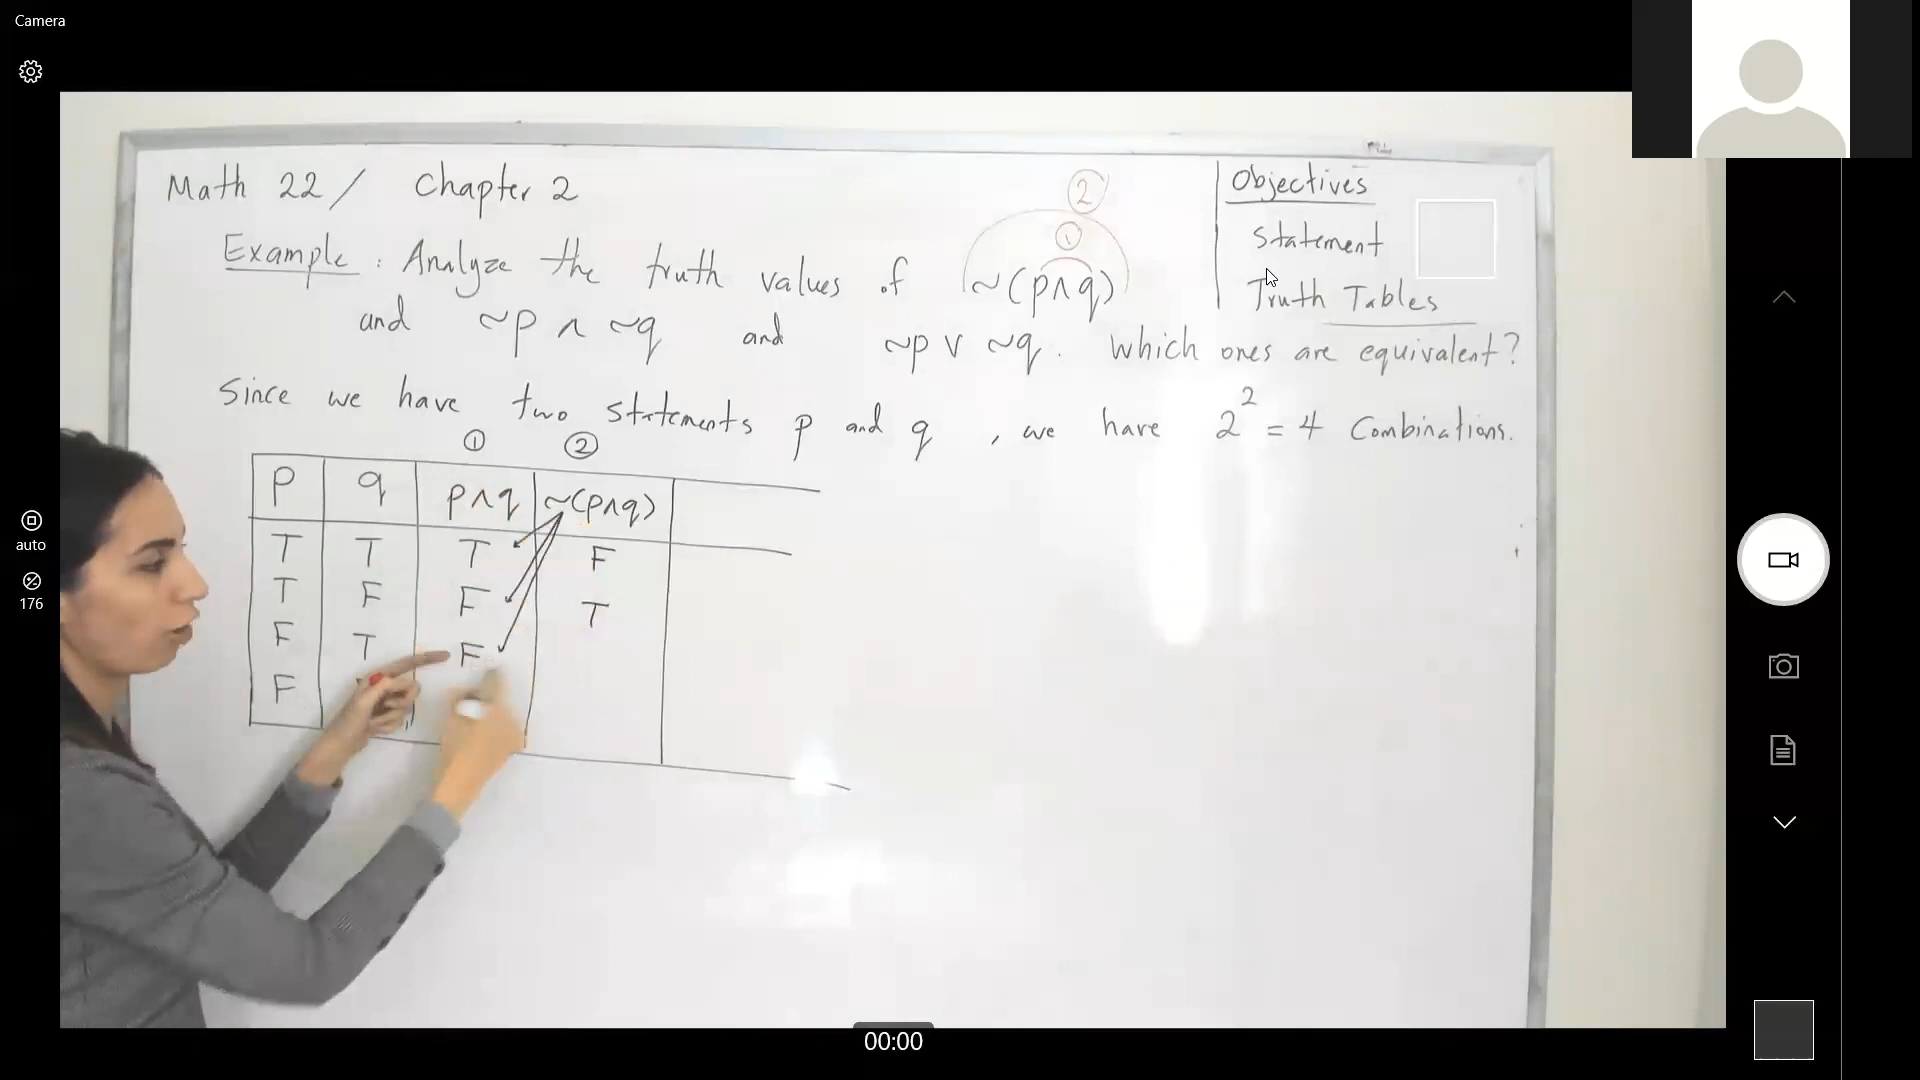 Camera
Math 22 / Chapter 2
Objectives
Statement
Truth Tables
② 
①
Example: Analyze the truth values of ~(p∧q)
and ~p ∧ ~q and ~p ∨ ~q. Which ones are equivalent?
Since we have two statements p and q, we have 2² = 4 Combinations.
① ②
p q p∧q ~(p∧q)
T T T F
T F F T
F T F
F
auto
176
00:00